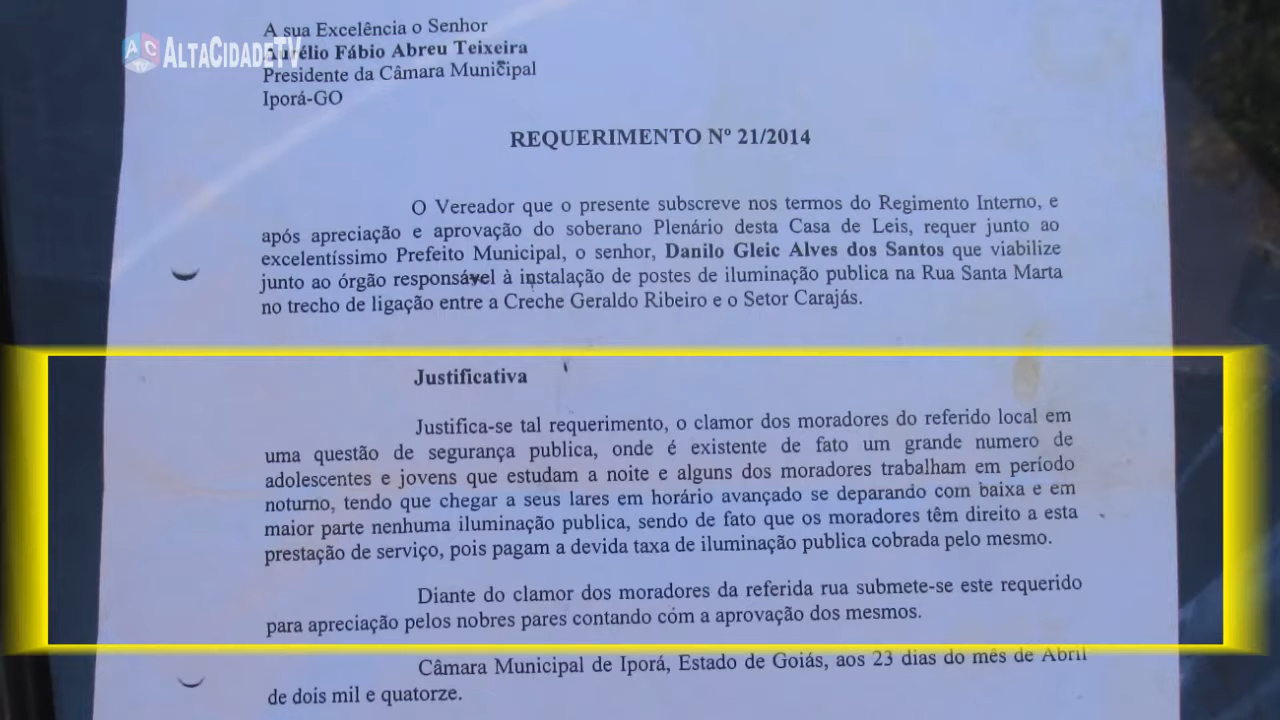 A sua Excelência o Senhor
ALTACIDADETV
Aurélio Fábio Abreu Teixeira
Presidente da Câmara Municipal
Iporá-GO
REQUERIMENTO Nº 21/2014
O Vereador que o presente subscreve nos termos do Regimento Interno, e
após apreciação e aprovação do soberano Plenário desta Casa de Leis, requer junto ao
excelentíssimo Prefeito Municipal, o senhor, Danilo Gleic Alves dos Santos que viabilize
junto ao órgão responsável à instalação de postes de iluminação publica na Rua Santa Marta
no trecho de ligação entre a Creche Geraldo Ribeiro e o Setor Carajás.
Justificativa
Justifica-se tal requerimento, o clamor dos moradores do referido local em
uma questão de segurança publica, onde é existente de fato um grande numero de
adolescentes e jovens que estudam a noite e alguns dos moradores trabalham em período
noturno, tendo que chegar a seus lares em horário avançado se deparando com baixa e em
maior parte nenhuma iluminação publica, sendo de fato que os moradores têm direito a esta
prestação de serviço, pois pagam a devida taxa de iluminação publica cobrada pelo mesmo.
Diante do clamor dos moradores da referida rua submete-se este requerido
para apreciação pelos nobres pares contando com a aprovação dos mesmos.
Câmara Municipal de Iporá, Estado de Goiás, aos 23 dias do mês de Abril
de dois mil e quatorze.